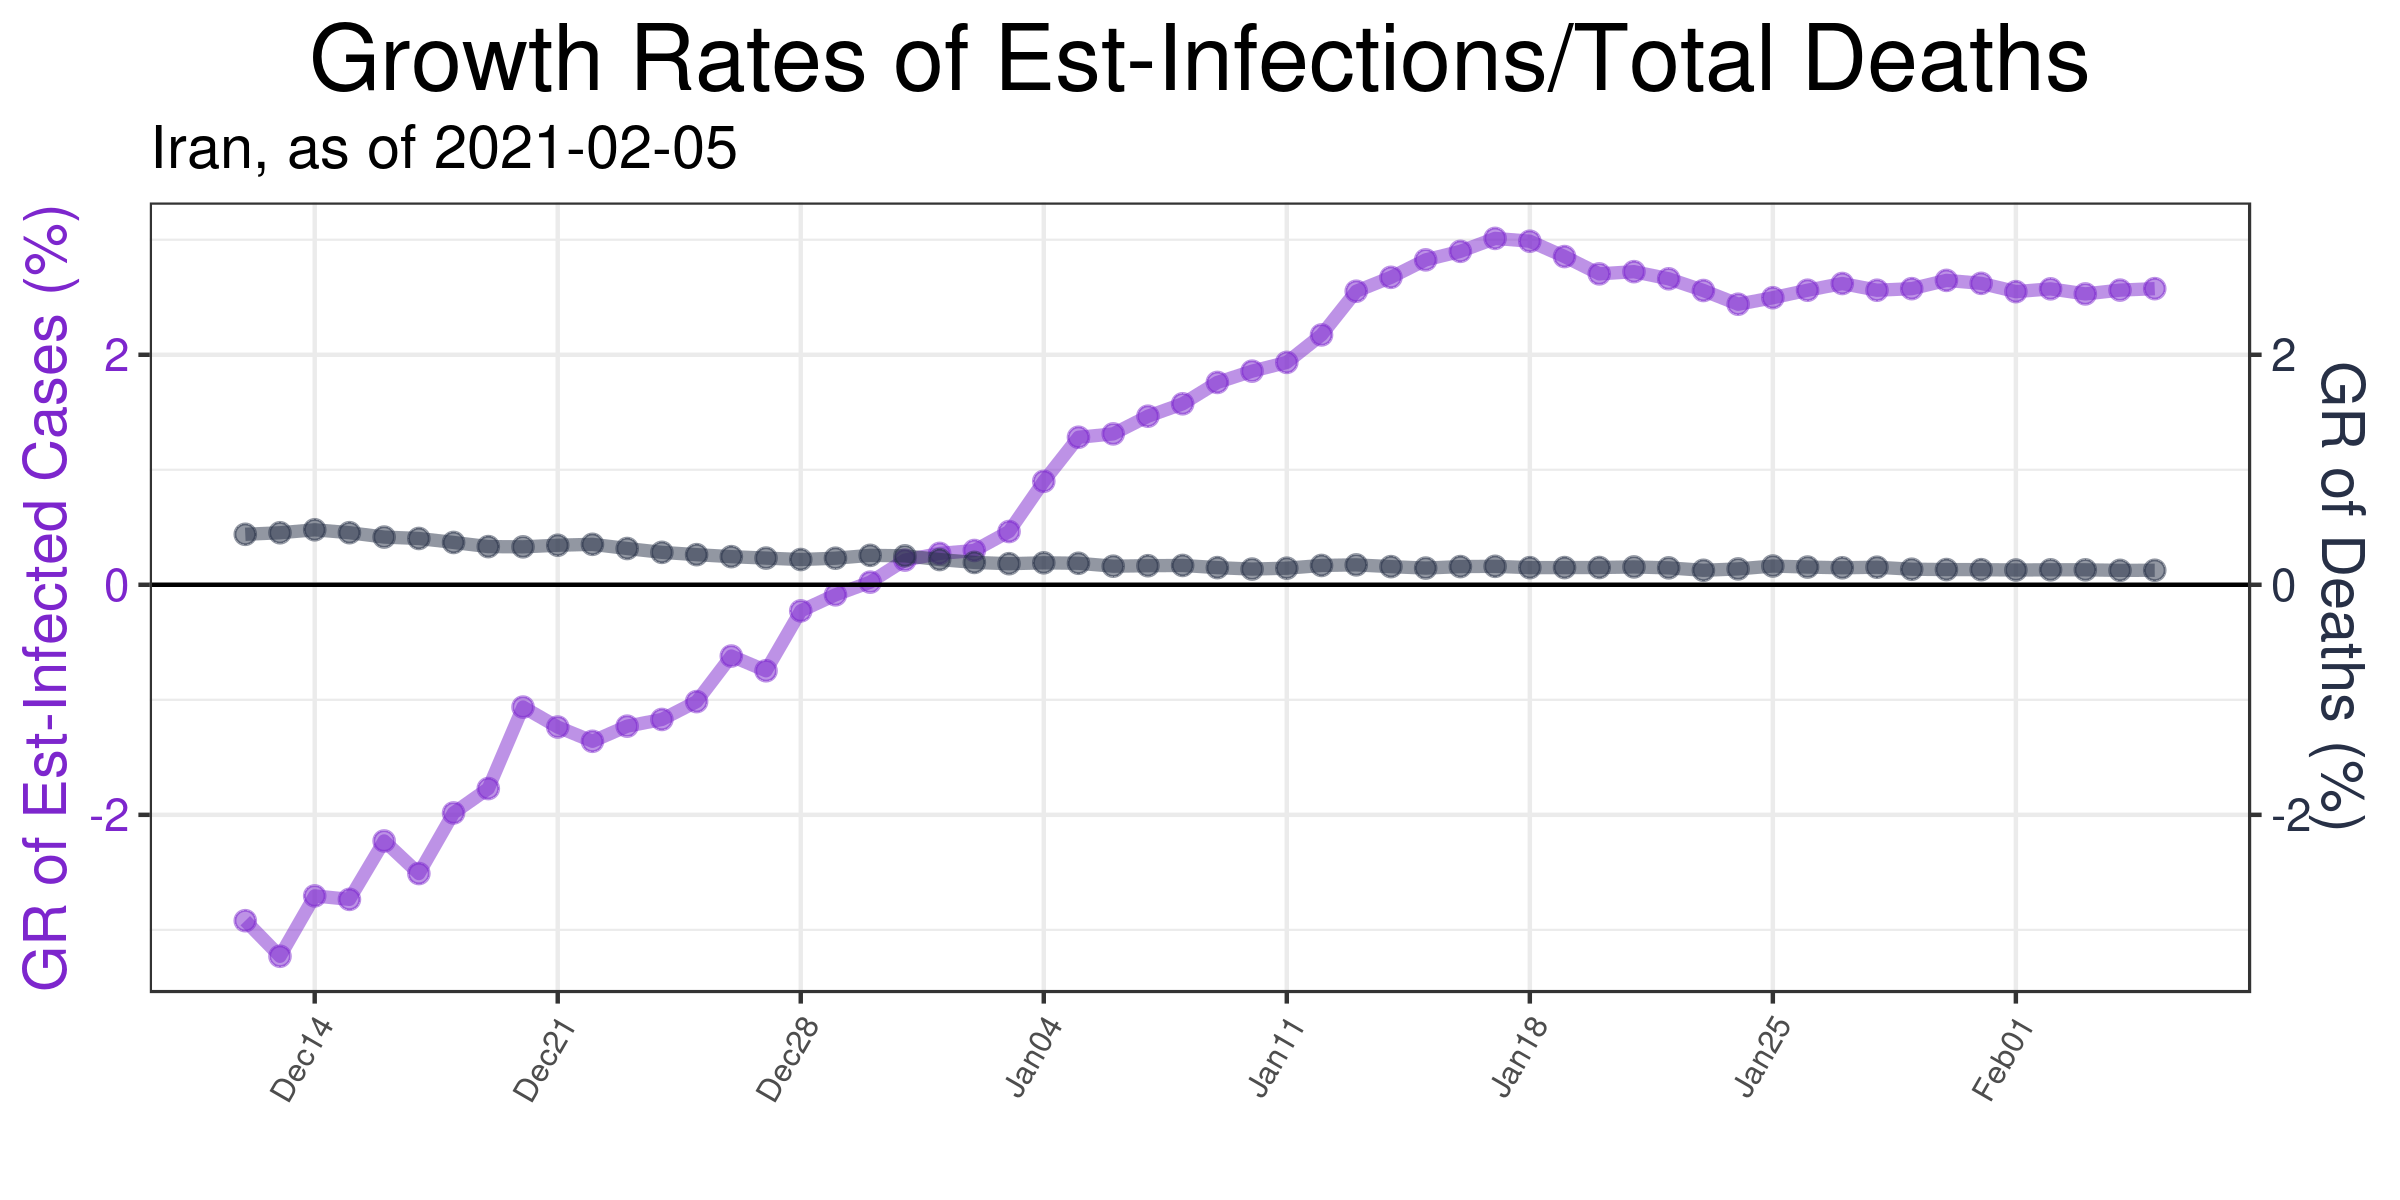 Growth Rates of Est-Infections/Total Deaths
Iran, as of 2021-02-05
GR of Est-Infected Cases (%)
2
0
-2
2
0
-2
GR of Deaths (%)
Dec14
Dec21
Dec28
Jan04
Jan11
Jan18
Jan25
Feb01